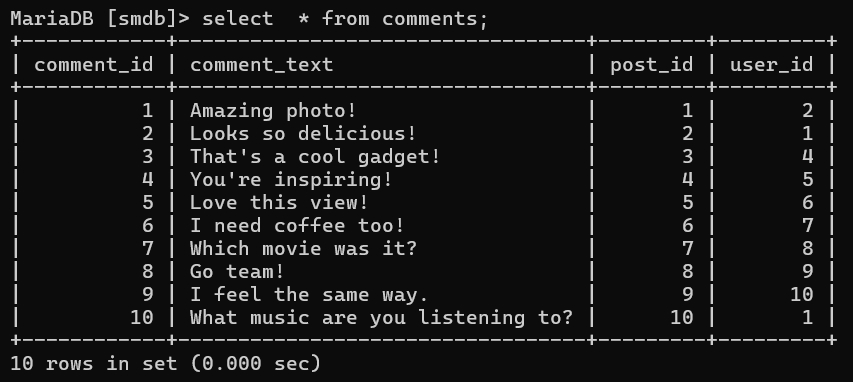 MariaDB [smdb]> select  * from comments;
+------------+----------------------------------+---------+---------+
| comment_id | comment_text                     | post_id | user_id |
+------------+----------------------------------+---------+---------+
|          1 | Amazing photo!                   |       1 |       2 |
|          2 | Looks so delicious!              |       2 |       1 |
|          3 | That's a cool gadget!            |       3 |       4 |
|          4 | You're inspiring!                |       4 |       5 |
|          5 | Love this view!                  |       5 |       6 |
|          6 | I need coffee too!               |       6 |       7 |
|          7 | Which movie was it?              |       7 |       8 |
|          8 | Go team!                         |       8 |       9 |
|          9 | I feel the same way.             |       9 |      10 |
|         10 | What music are you listening to? |      10 |       1 |
+------------+----------------------------------+---------+---------+
10 rows in set (0.000 sec)